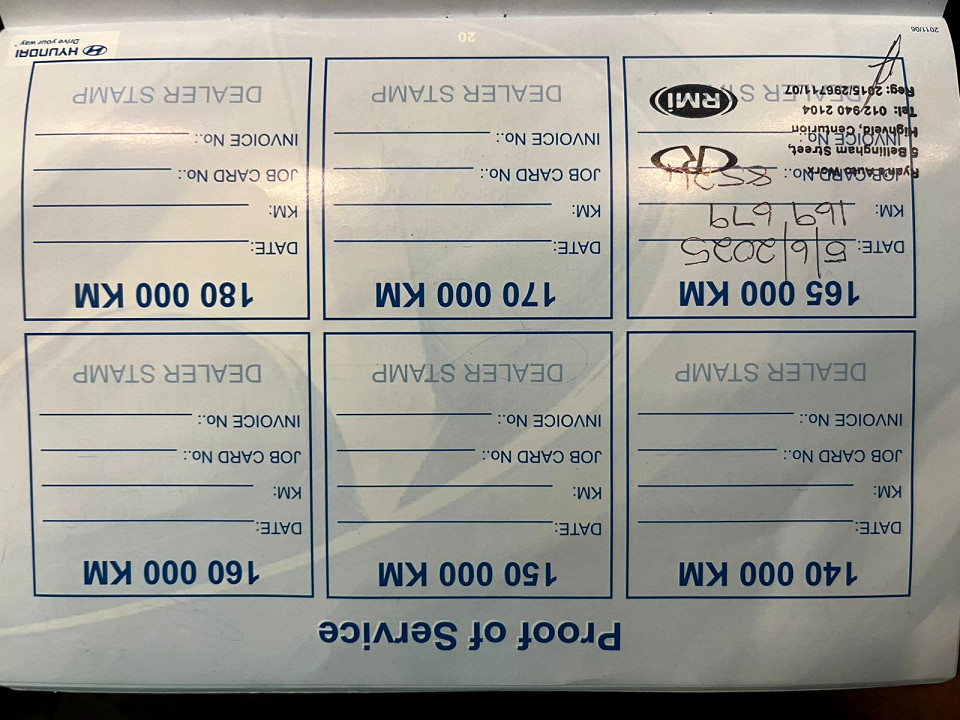 Proof of Service
140 000 KM
DATE:
KM:
JOB CARD No.:
INVOICE No.:
DEALER STAMP
150 000 KM
DATE:
KM:
JOB CARD No.:
INVOICE No.:
DEALER STAMP
160 000 KM
DATE:
KM:
JOB CARD No.:
INVOICE No.:
DEALER STAMP
165 000 KM
DATE: 5/6/2025
KM: 169 679
JOB CARD No.:
Ryan's Auto Work
5 Bellingham Street,
INVOICE No.:
Highveld, Centurion
Tel: 012 940 2104
DEALER ST
Reg: 2015/296711/07
RMi
170 000 KM
DATE:
KM:
JOB CARD No.:
INVOICE No.:
DEALER STAMP
180 000 KM
DATE:
KM:
JOB CARD No.:
INVOICE No.:
DEALER STAMP
2011/06
20
HYUNDAI
Drive your way